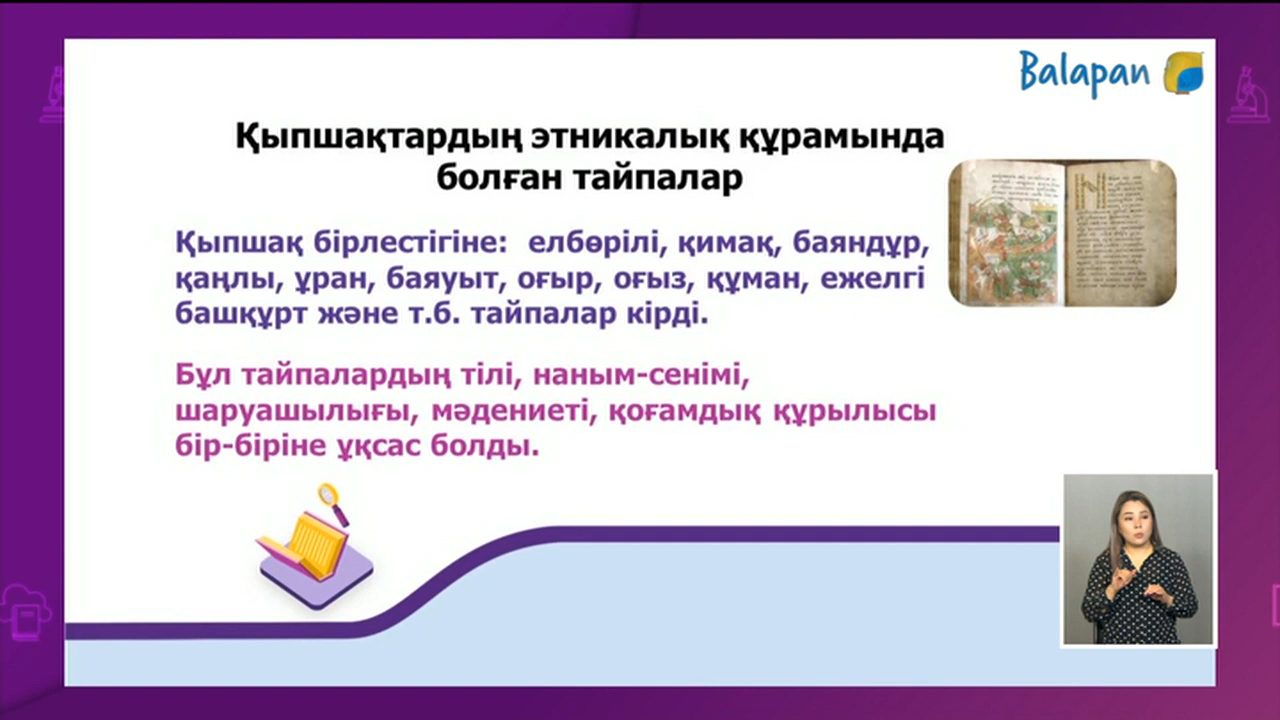 Balapan
Қыпшақтардың этникалық құрамында
болған тайпалар
Қыпшақ бірлестігіне: елбөрілі, қимақ, баяндұр,
қаңлы, ұран, баяуыт, оғыр, оғыз, құман, ежелгі
башқұрт және т.б. тайпалар кірді.
Бұл тайпалардың тілі, наным-сенімі,
шаруашылығы, мәдениеті, қоғамдық құрылысы
бір-біріне ұқсас болды.